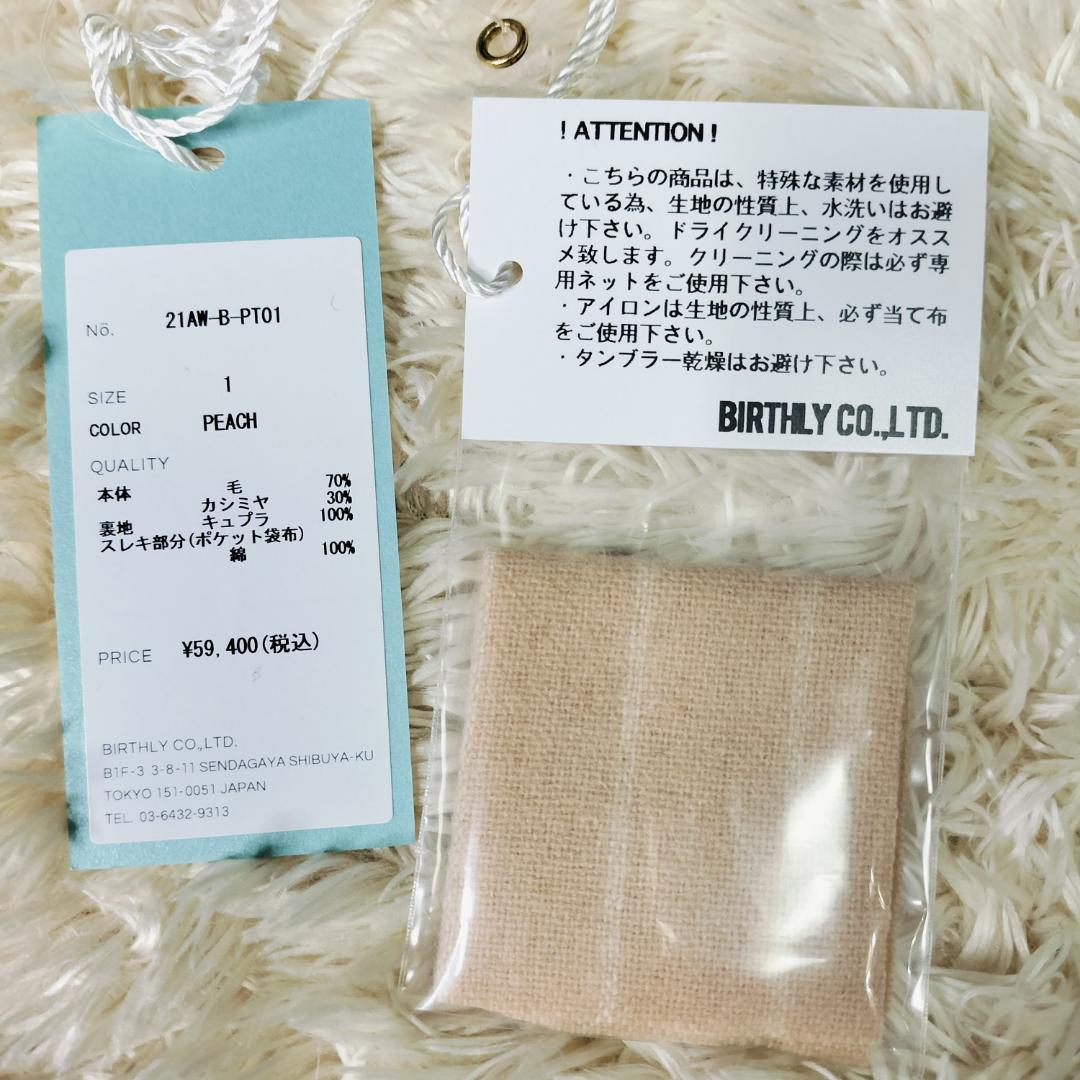 Nō. 21AW-B-PT01
SIZE 1
COLOR PEACH
QUALITY
本体 毛 70%
カシミヤ 30%
裏地 キュプラ 100%
スレキ部分(ポケット袋布)
綿 100%
PRICE ¥59,400(税込)
BIRTHLY CO.,LTD.
B1F-3 3-8-11 SENDAGAYA SHIBUYA-KU
TOKYO 151-0051 JAPAN
TEL. 03-6432-9313
! ATTENTION !
・こちらの商品は、特殊な素材を使用し
ている為、生地の性質上、水洗いはお避
け下さい。ドライクリーニングをオスス
メ致します。クリーニングの際は必ず専
用ネットをご使用下さい。
・アイロンは生地の性質上、必ず当て布
をご使用下さい。
・タンブラー乾燥はお避け下さい。
BIRTHLY CO.,LTD.